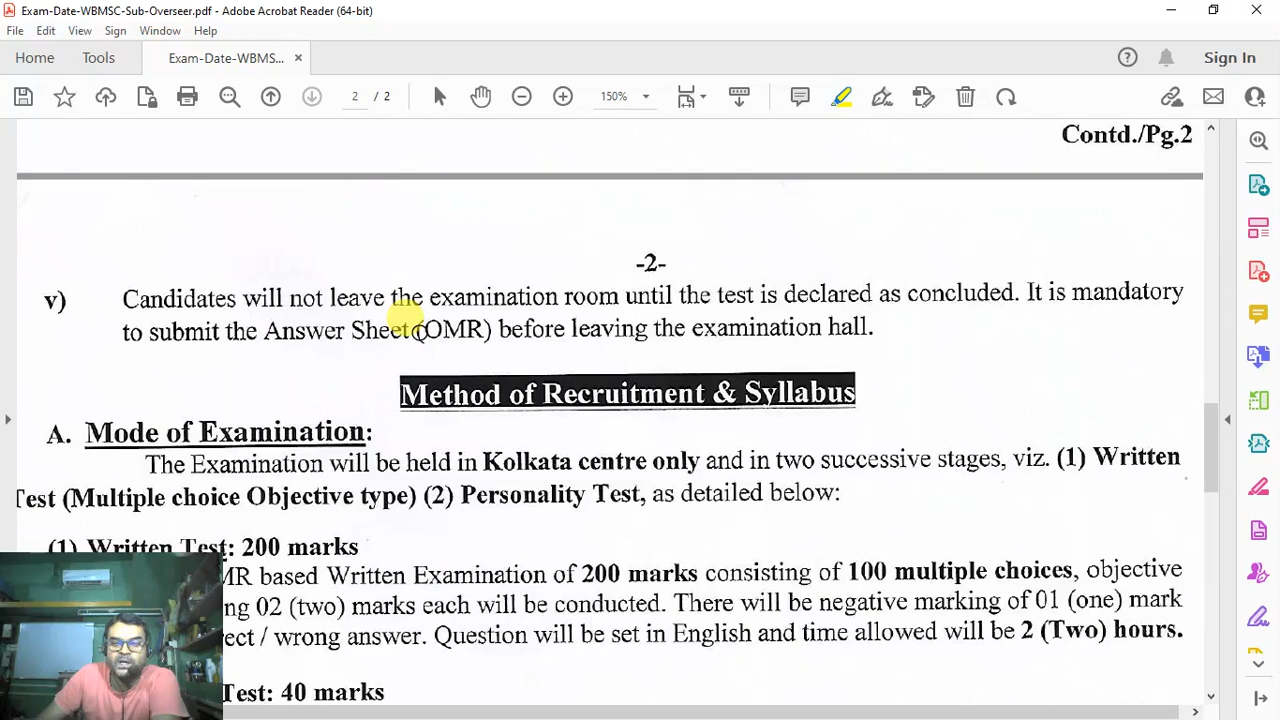 Exam-Date-WBMSC-Sub-Overseer.pdf - Adobe Acrobat Reader (64-bit)
File Edit View Sign Window Help
Home Tools Exam-Date-WBMS... × Sign In
2 / 2 150%
Contd./Pg.2
-2-
v) Candidates will not leave the examination room until the test is declared as concluded. It is mandatory
to submit the Answer Sheet (OMR) before leaving the examination hall.
Method of Recruitment & Syllabus
A. Mode of Examination:
The Examination will be held in Kolkata centre only and in two successive stages, viz. (1) Written
Test (Multiple choice Objective type) (2) Personality Test, as detailed below:
(1) Written Test: 200 marks
MR based Written Examination of 200 marks consisting of 100 multiple choices, objective
ng 02 (two) marks each will be conducted. There will be negative marking of 01 (one) mark
rect / wrong answer. Question will be set in English and time allowed will be 2 (Two) hours.
Test: 40 marks